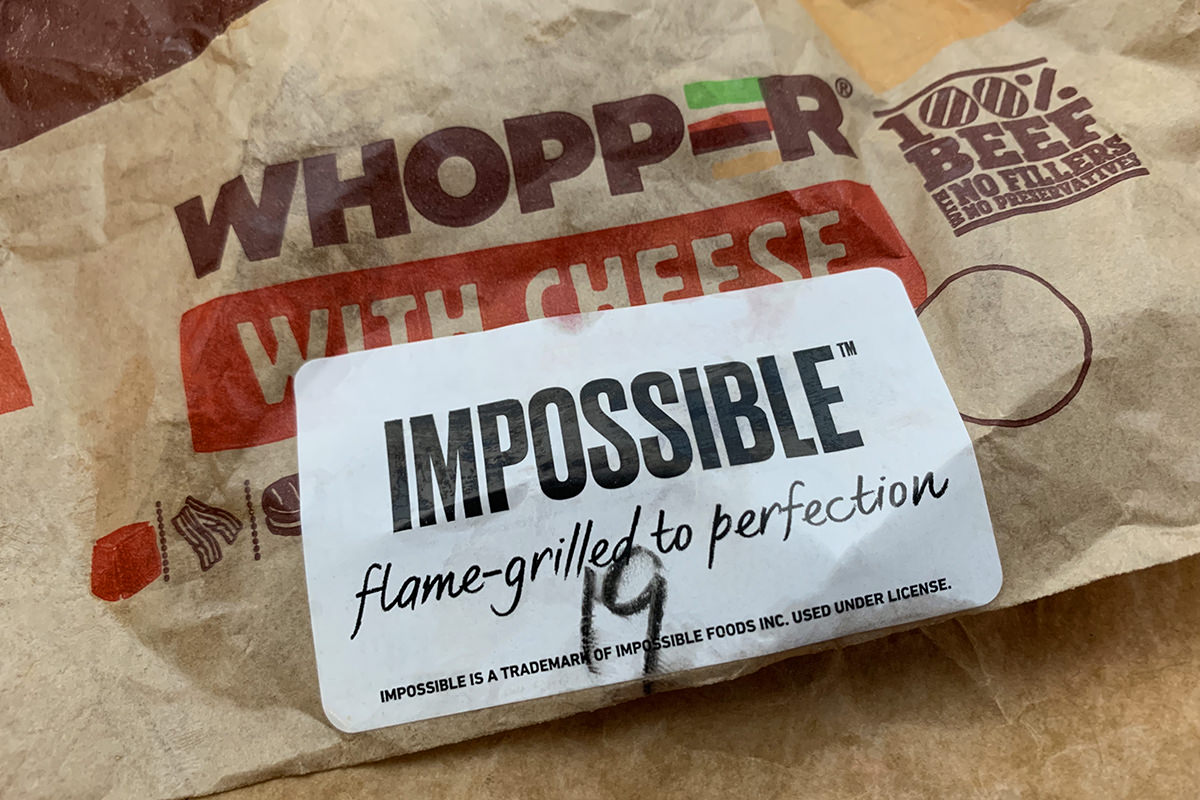 WHOPPER®
100%
BEEF
WITH NO FILLERS
NO PRESERVATIVES
WITH CHEESE
IMPOSSIBLE™
flame-grilled to perfection
19
IMPOSSIBLE IS A TRADEMARK OF IMPOSSIBLE FOODS INC. USED UNDER LICENSE.